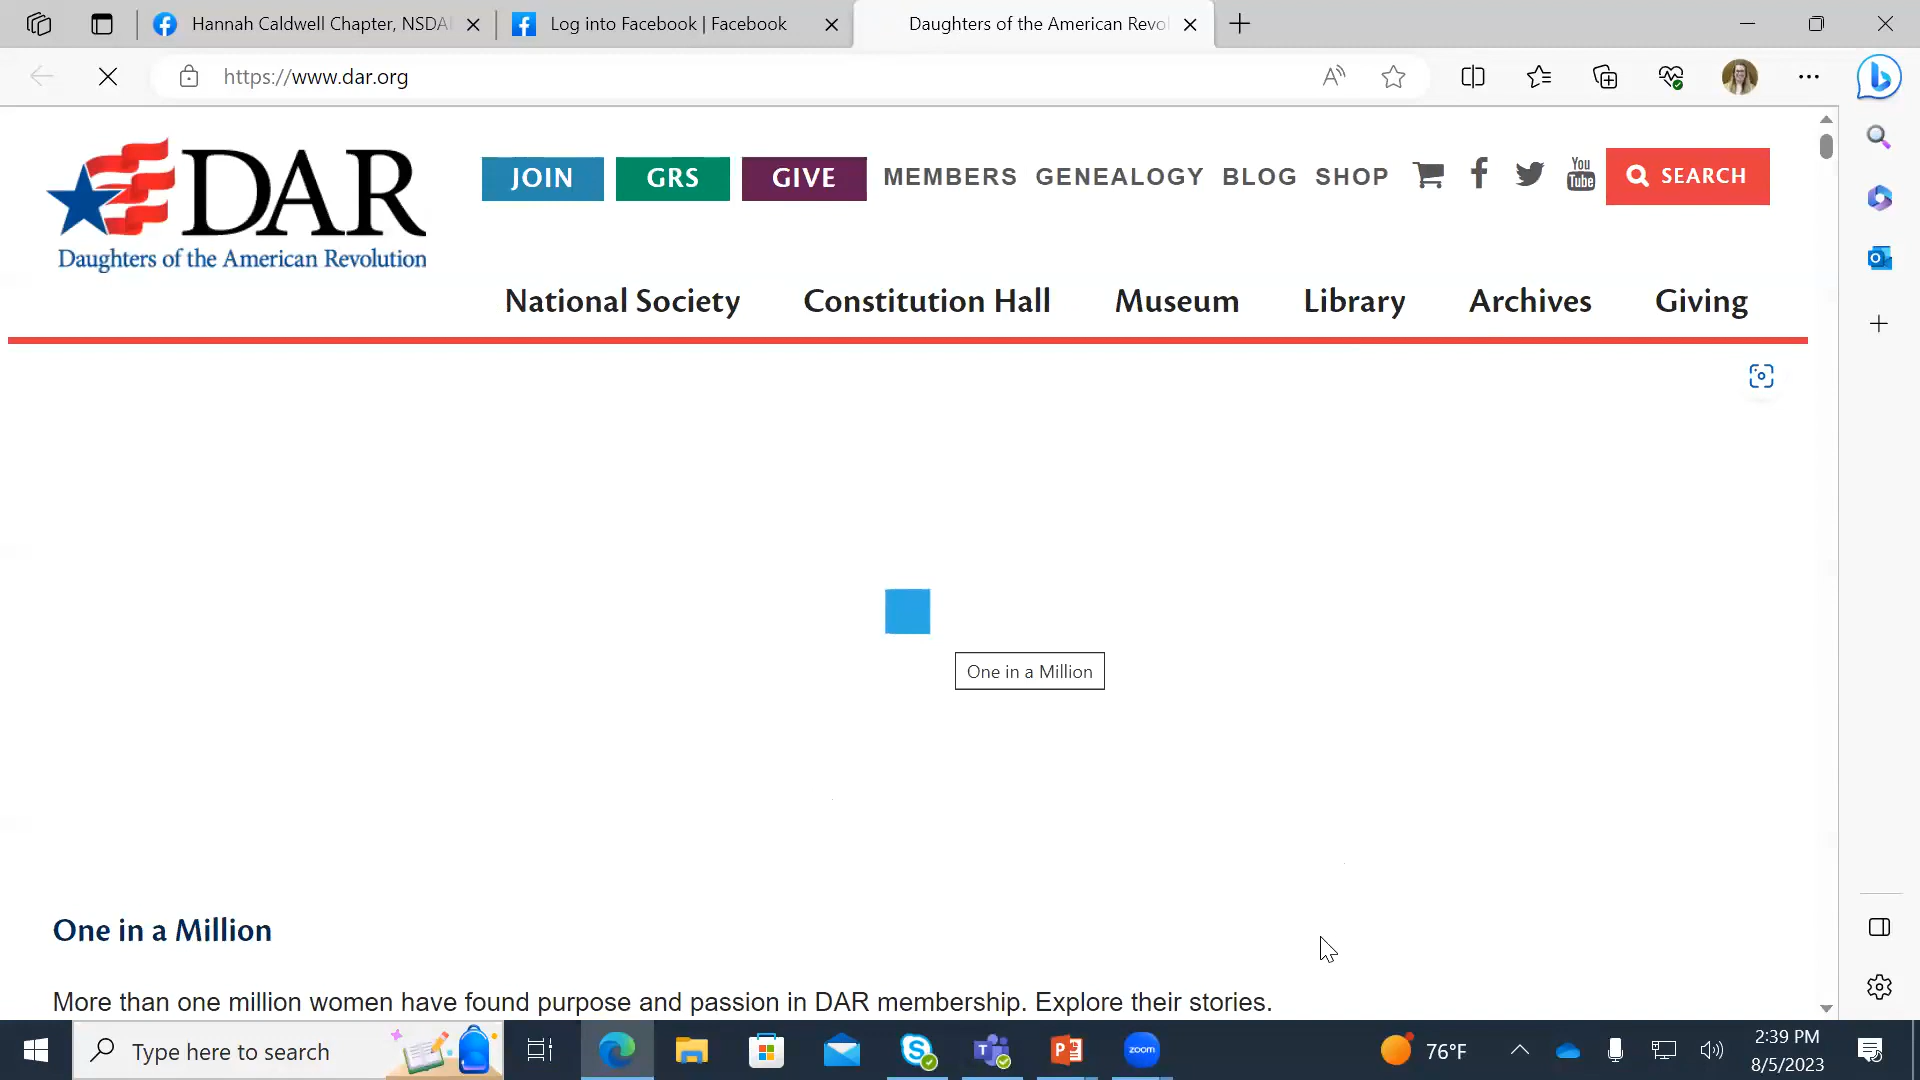 Hannah Caldwell Chapter, NSDA
Log into Facebook | Facebook
Daughters of the American Revo
https://www.dar.org
DAR
Daughters of the American Revolution
JOIN
GRS
GIVE
MEMBERS
GENEALOGY
BLOG
SHOP
You
Tube
SEARCH
National Society
Constitution Hall
Museum
Library
Archives
Giving
One in a Million
One in a Million
More than one million women have found purpose and passion in DAR membership. Explore their stories.
Type here to search
zoom
76°F
2:39 PM
8/5/2023